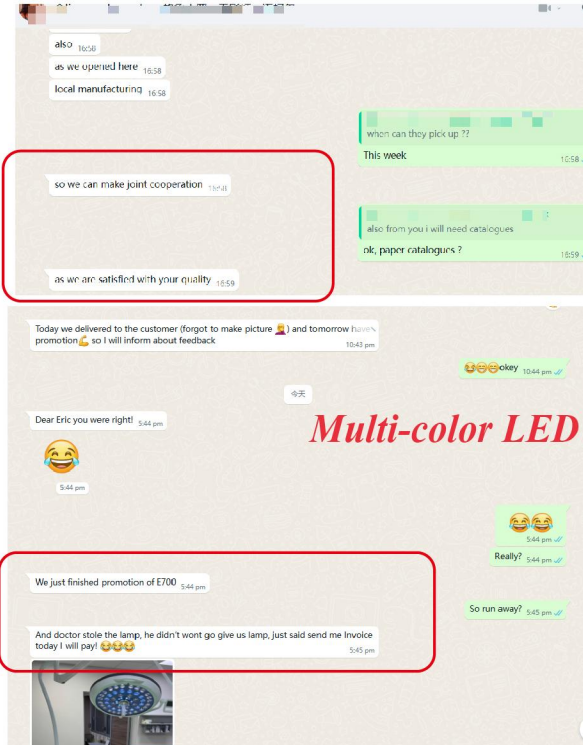 also 16:58
as we opened here 16:58
local manufacturing 16:58
when can they pick up ??
This week 16:58
so we can make joint cooperation 16:58
also from you i will need catalogues
ok, paper catalogues ? 16:59
as we are satisfied with your quality 16:59
Today we delivered to the customer (forgot to make picture 🤦‍♀️) and tomorrow have
promotion💪 so I will inform about feedback 10:43 pm
😂😄😄okey 10:44 pm
今天
Dear Eric you were right! 5:44 pm
Multi-color LED
😂
5:44 pm
😂😂
5:44 pm
Really? 5:44 pm
We just finished promotion of E700 5:44 pm
So run away? 5:45 pm
And doctor stole the lamp, he didn't wont go give us lamp, just said send me Invoice
today I will pay! 😂😂😂 5:45 pm